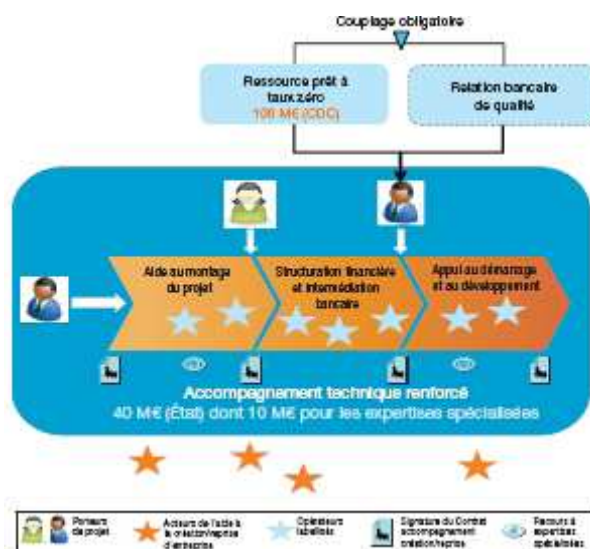 Couplage obligatoire
Ressource prêt à
taux zéro
100 M€ (CDC)
Relation bancaire
de qualité
Aide au montage
du projet
Structuration financière
et intermédiation
bancaire
Appui au démarrage
et au développement
Accompagnement technique renforcé
40 M€ (État) dont 10 M€ pour les expertises spécialisées
Porteurs
de projet
Acteurs de l'aide à
la création/reprise
d'entreprise
Opérateurs
labellisés
Signature du Contrat
accompagnement
création/reprise
Recours à
expertises
spécialisées